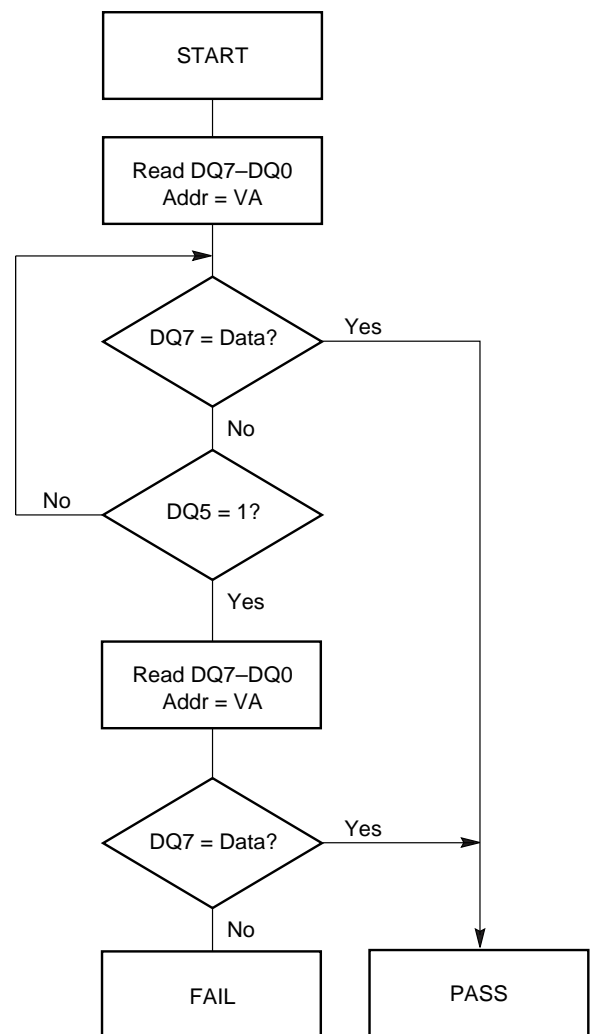 START
Read DQ7–DQ0
Addr = VA
DQ7 = Data?
Yes
No
No
DQ5 = 1?
Yes
Read DQ7–DQ0
Addr = VA
DQ7 = Data?
Yes
No
FAIL
PASS